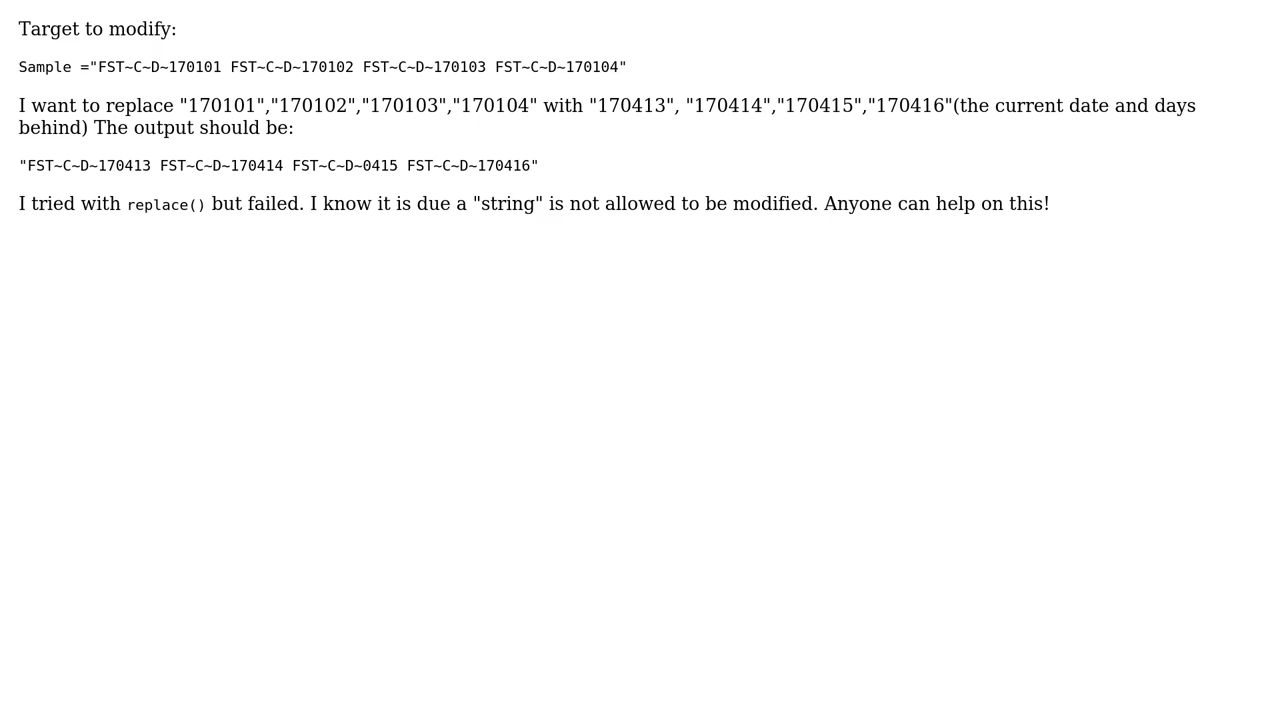 Target to modify:
Sample ="FST~C~D~170101 FST~C~D~170102 FST~C~D~170103 FST~C~D~170104"
I want to replace "170101","170102","170103","170104" with "170413", "170414","170415","170416"(the current date and days
behind) The output should be:
"FST~C~D~170413 FST~C~D~170414 FST~C~D~0415 FST~C~D~170416"
I tried with replace() but failed. I know it is due a "string" is not allowed to be modified. Anyone can help on this!